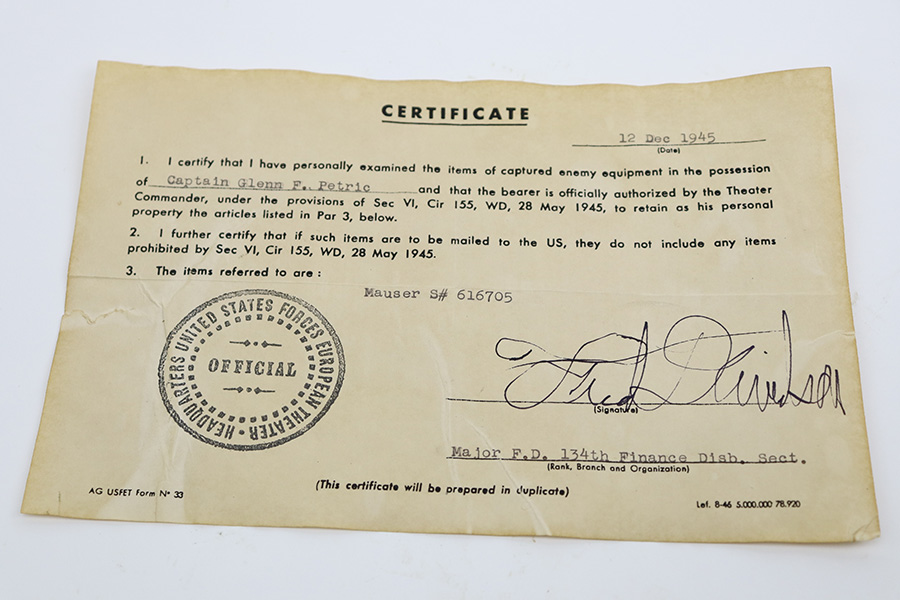 CERTIFICATE
12 Dec 1945
(Date)
1. I certify that I have personally examined the items of captured enemy equipment in the possession
of Captain Glenn F. Petric and that the bearer is officially authorized by the Theater
Commander, under the provisions of Sec VI, Cir 155, WD, 28 May 1945, to retain as his personal
property the articles listed in Par 3, below.
2. I further certify that if such items are to be mailed to the US, they do not include any items
prohibited by Sec VI, Cir 155, WD, 28 May 1945.
3. The items referred to are :
Mauser S# 616705
HEADQUARTERS UNITED STATES FORCES EUROPEAN THEATER
OFFICIAL
Fred
(Signature)
Major F.D. 134th Finance Disb. Sect.
(Rank, Branch and Organization)
AG USFET Form N° 33
(This certificate will be prepared in duplicate)
Lef. 8-46 5.000.000' 78.920